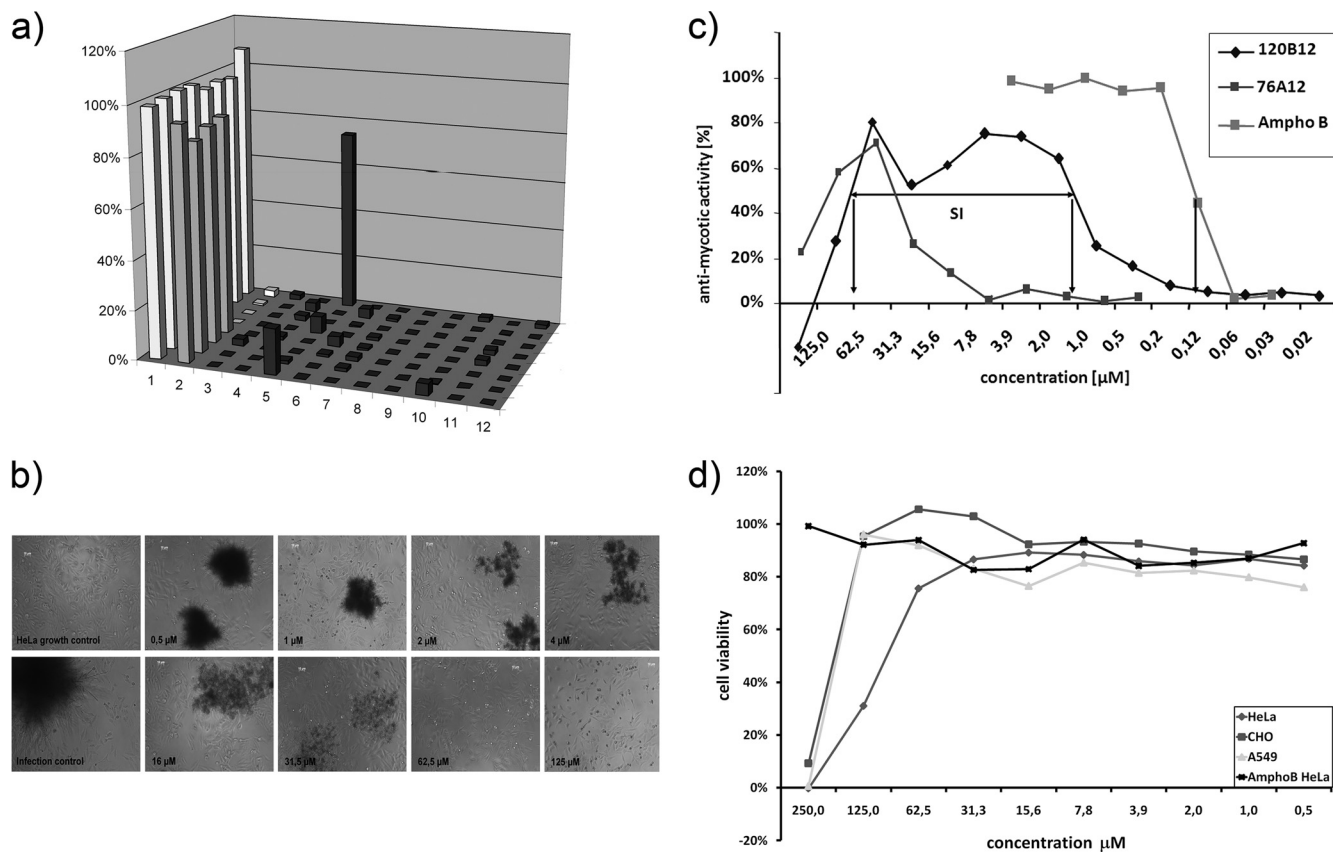 a)
120%
100%
80%
60%
40%
20%
0%
1 2 3 4 5 6 7 8 9 10 11 12
b)
HeLa growth control
0,5 µM
1 µM
2 µM
4 µM
Infection control
16 µM
31,5 µM
62,5 µM
125 µM
c)
120B12
76A12
Ampho B
anti-mycotic activity [%]
100%
80%
60%
40%
20%
0%
SI
125,0 62,5 31,3 15,6 7,8 3,9 2,0 1,0 0,5 0,2 0,12 0,06 0,03 0,02
concentration [µM]
d)
cell viability
120%
100%
80%
60%
40%
20%
0%
-20%
HeLa
CHO
A549
AmphoB HeLa
250,0 125,0 62,5 31,3 15,6 7,8 3,9 2,0 1,0 0,5
concentration µM